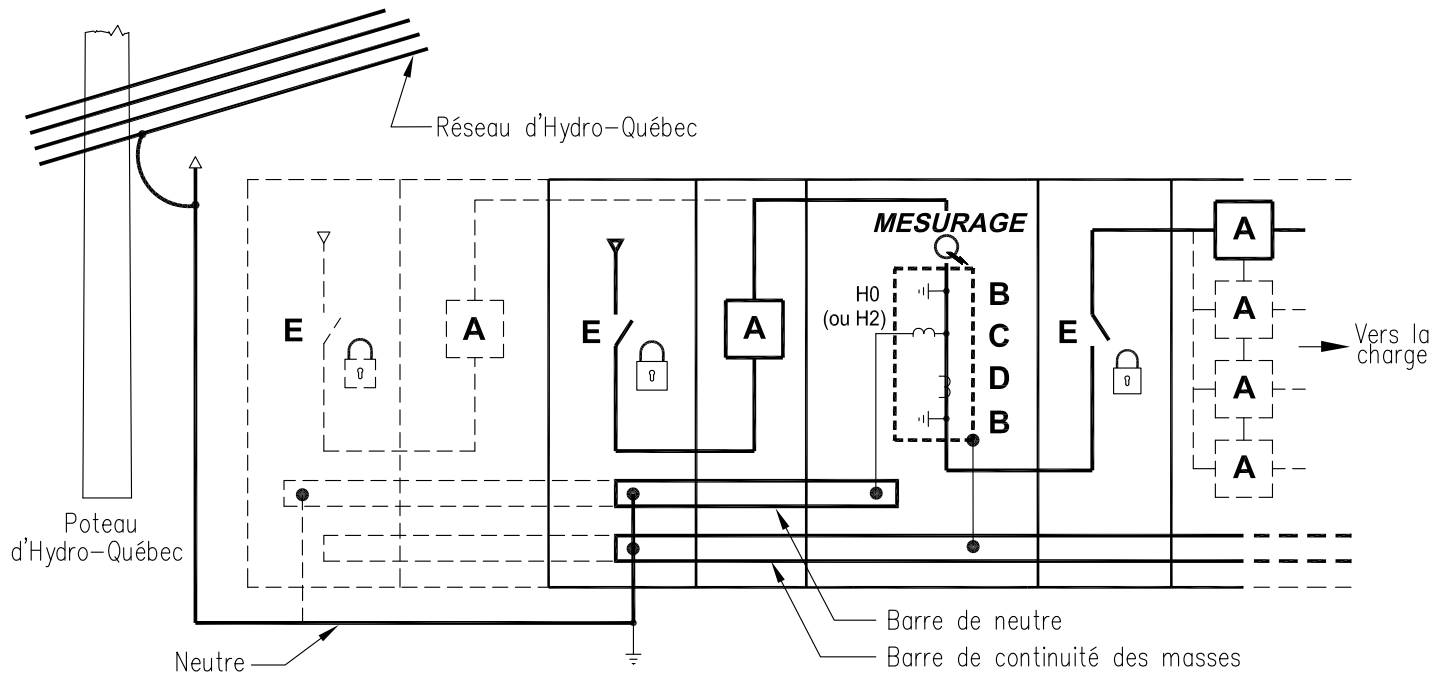 Réseau d'Hydro-Québec
MESURAGE
A
H0
(ou H2)
B
E
A
E
A
E
A
C
Vers la
charge
D
A
B
A
Poteau
d'Hydro-Québec
Barre de neutre
Neutre
Barre de continuité des masses